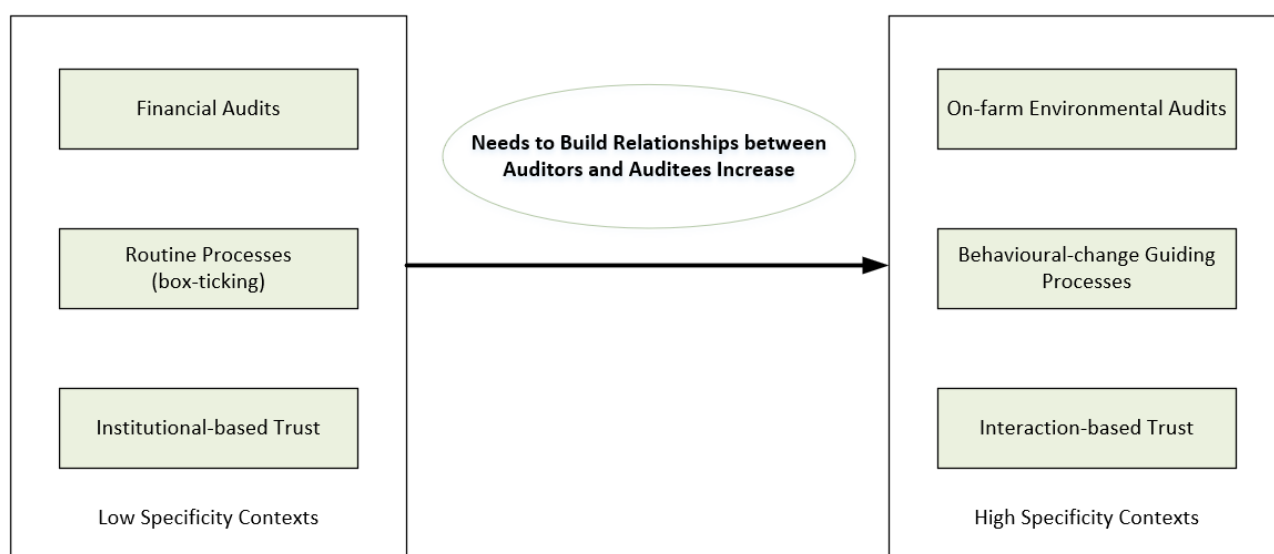 Financial Audits
Routine Processes
(box-ticking)
Institutional-based Trust
Low Specificity Contexts
Needs to Build Relationships between
Auditors and Auditees Increase
On-farm Environmental Audits
Behavioural-change Guiding
Processes
Interaction-based Trust
High Specificity Contexts